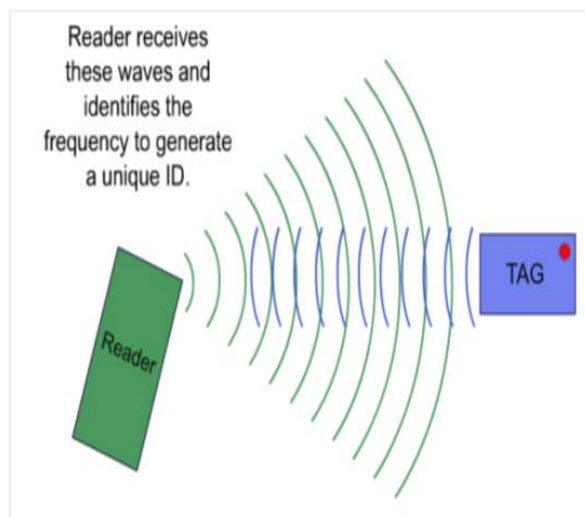 Reader receives
these waves and
identifies the
frequency to generate
a unique ID.
TAG
Reader